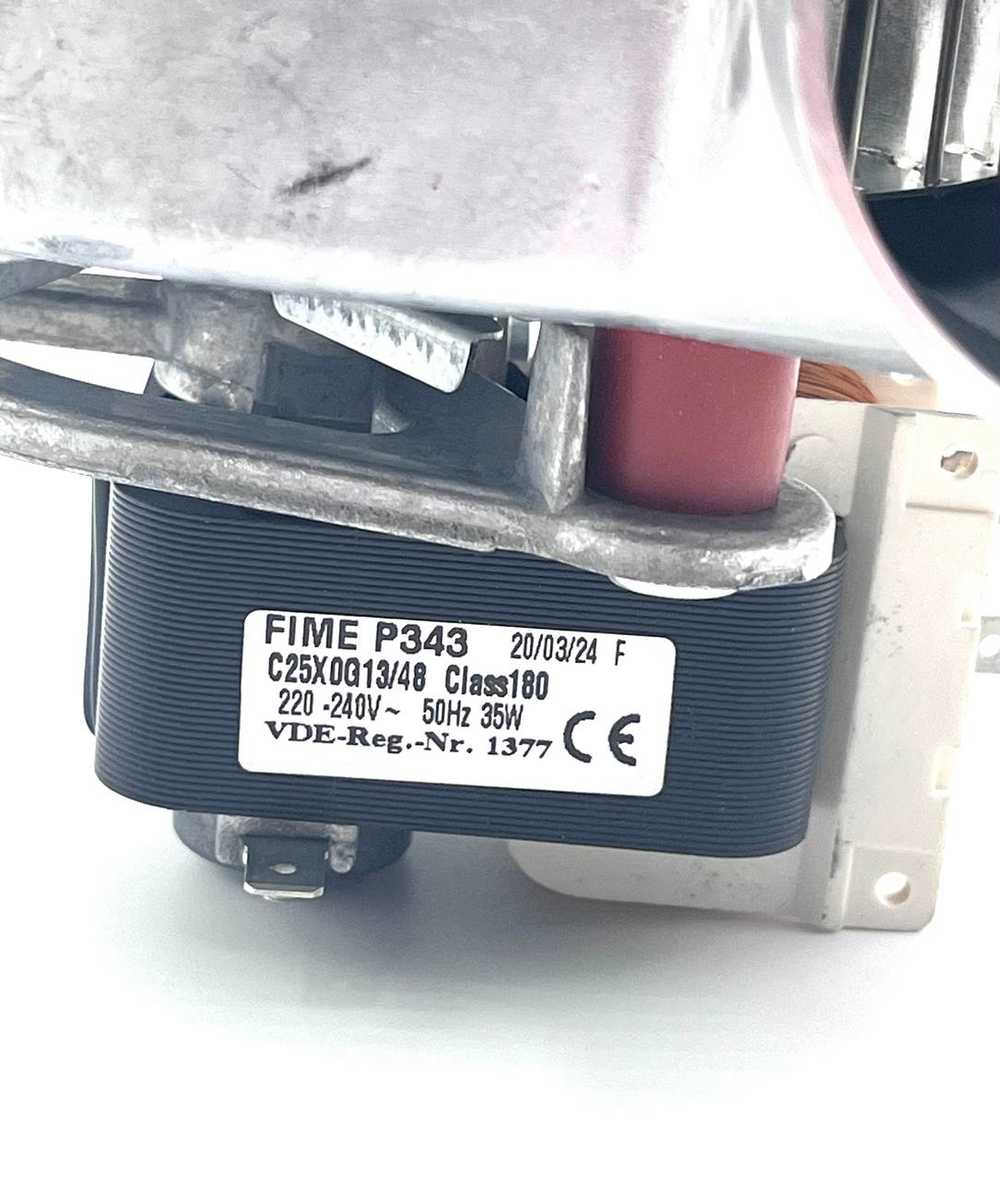 FIME P343 20/03/24 F
C25X0G13/48 Class180
220 -240V~ 50Hz 35W
VDE-Reg.-Nr. 1377 CE